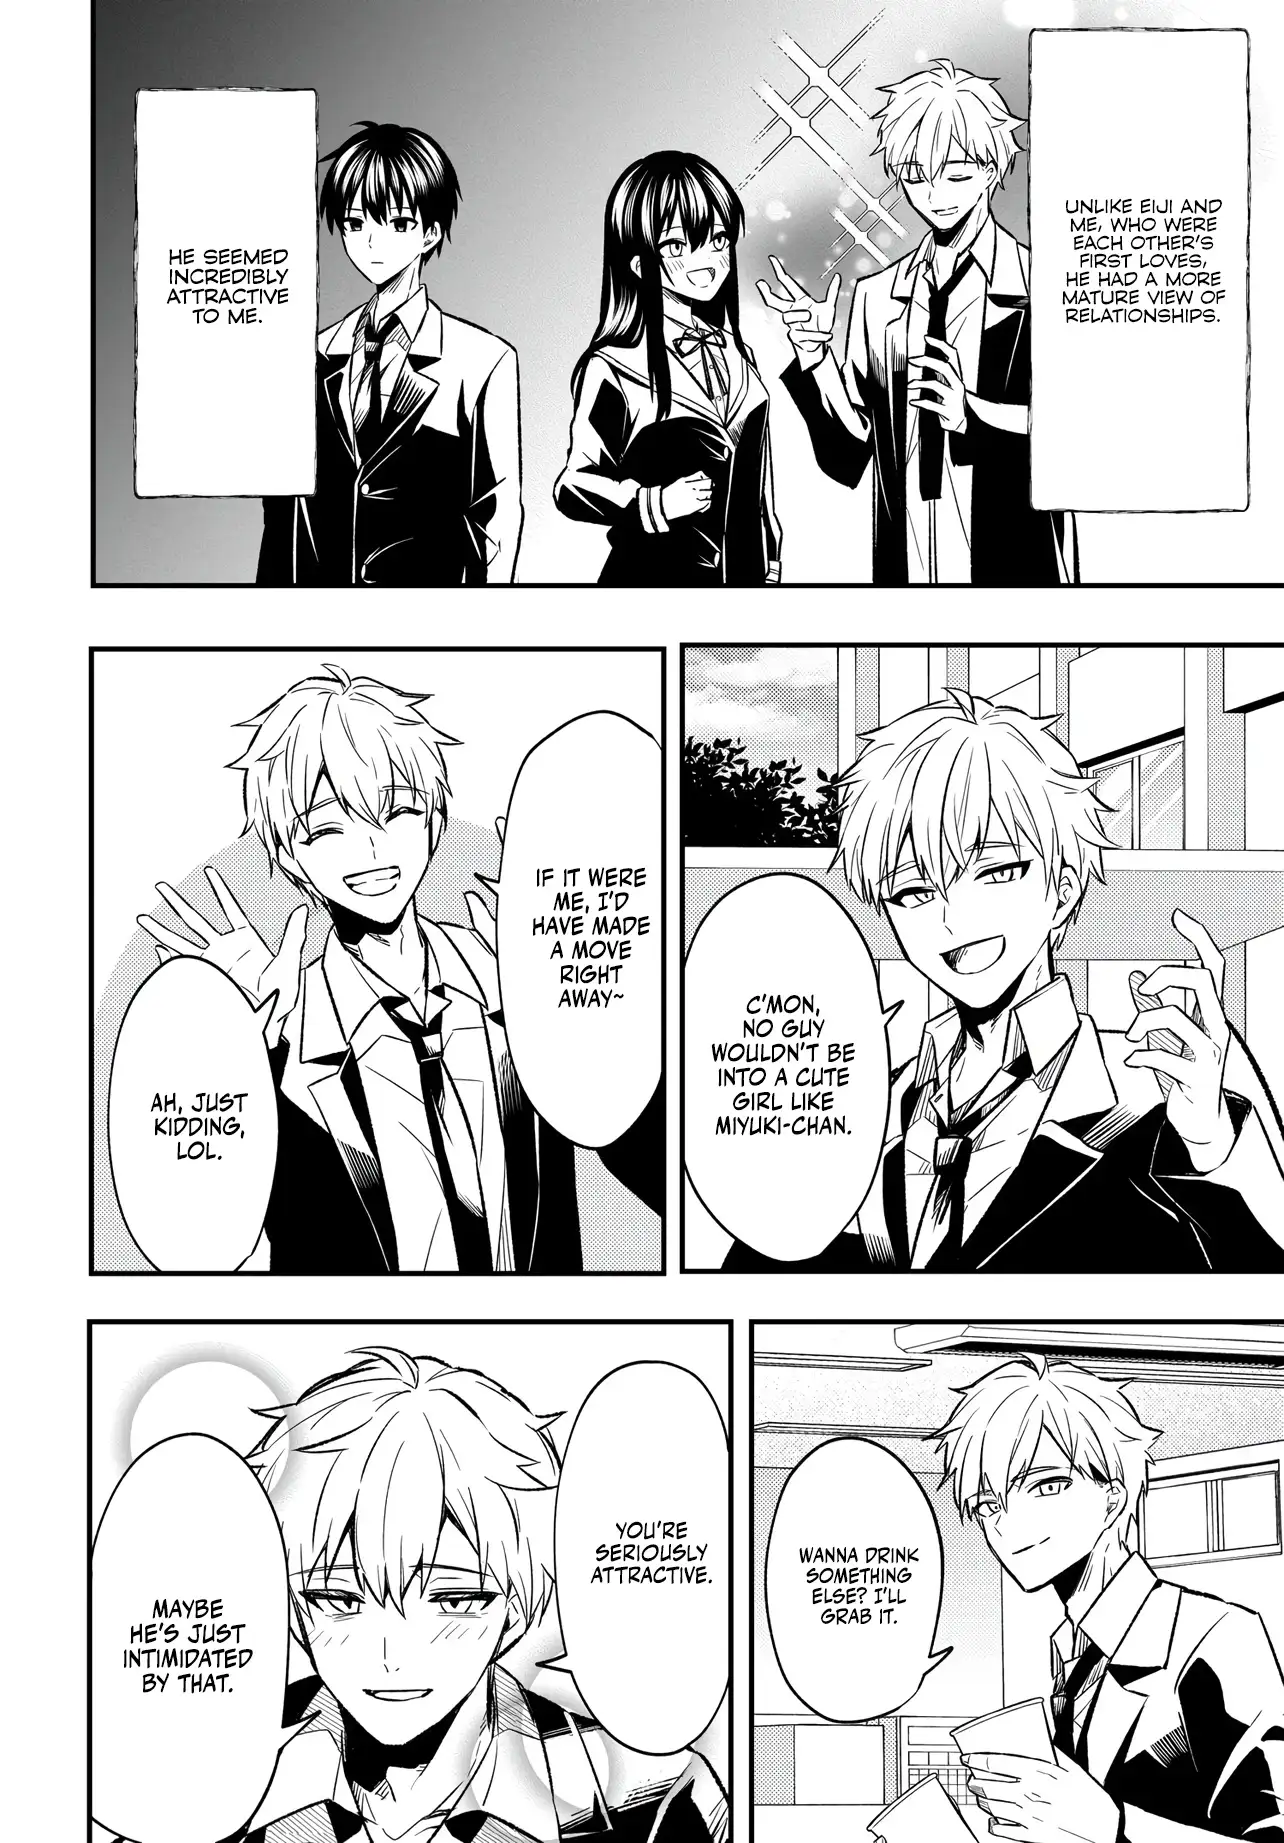 UNLIKE EIJI AND
ME, WHO WERE
EACH OTHER'S
FIRST LOVES,
HE HAD A MORE
MATURE VIEW OF
RELATIONSHIPS.
HE SEEMED
INCREDIBLY
ATTRACTIVE
TO ME.
C'MON,
NO GUY
WOULDN'T BE
INTO A CUTE
GIRL LIKE
MIYUKI-CHAN.
IF IT WERE
ME, I'D
HAVE MADE
A MOVE
RIGHT
AWAY~
AH, JUST
KIDDING,
LOL.
WANNA DRINK
SOMETHING
ELSE? I'LL
GRAB IT.
YOU'RE
SERIOUSLY
ATTRACTIVE.
MAYBE
HE'S JUST
INTIMIDATED
BY THAT.